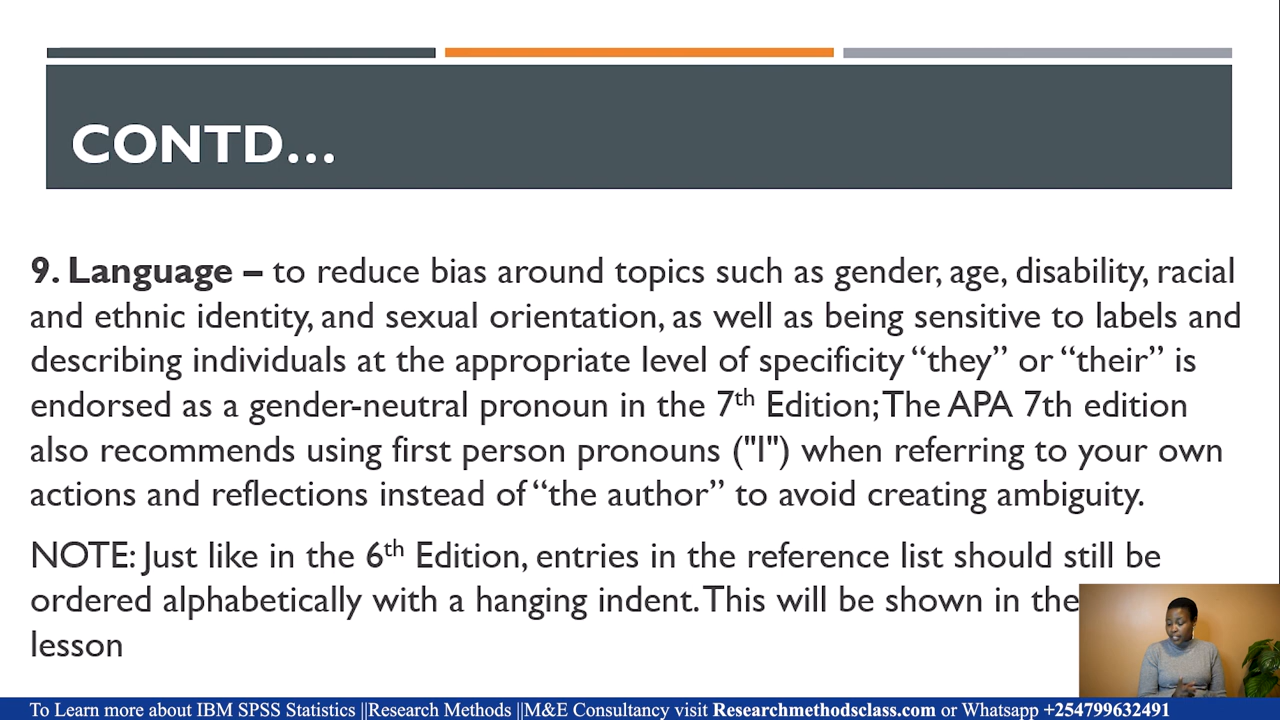 CONTD...
9. Language – to reduce bias around topics such as gender, age, disability, racial
and ethnic identity, and sexual orientation, as well as being sensitive to labels and
describing individuals at the appropriate level of specificity “they” or “their” is
endorsed as a gender-neutral pronoun in the 7th Edition; The APA 7th edition
also recommends using first person pronouns ("I") when referring to your own
actions and reflections instead of “the author” to avoid creating ambiguity.
NOTE: Just like in the 6th Edition, entries in the reference list should still be
ordered alphabetically with a hanging indent. This will be shown in the
lesson
To Learn more about IBM SPSS Statistics ||Research Methods ||M&E Consultancy visit Researchmethodsclass.com or Whatsapp +254799632491